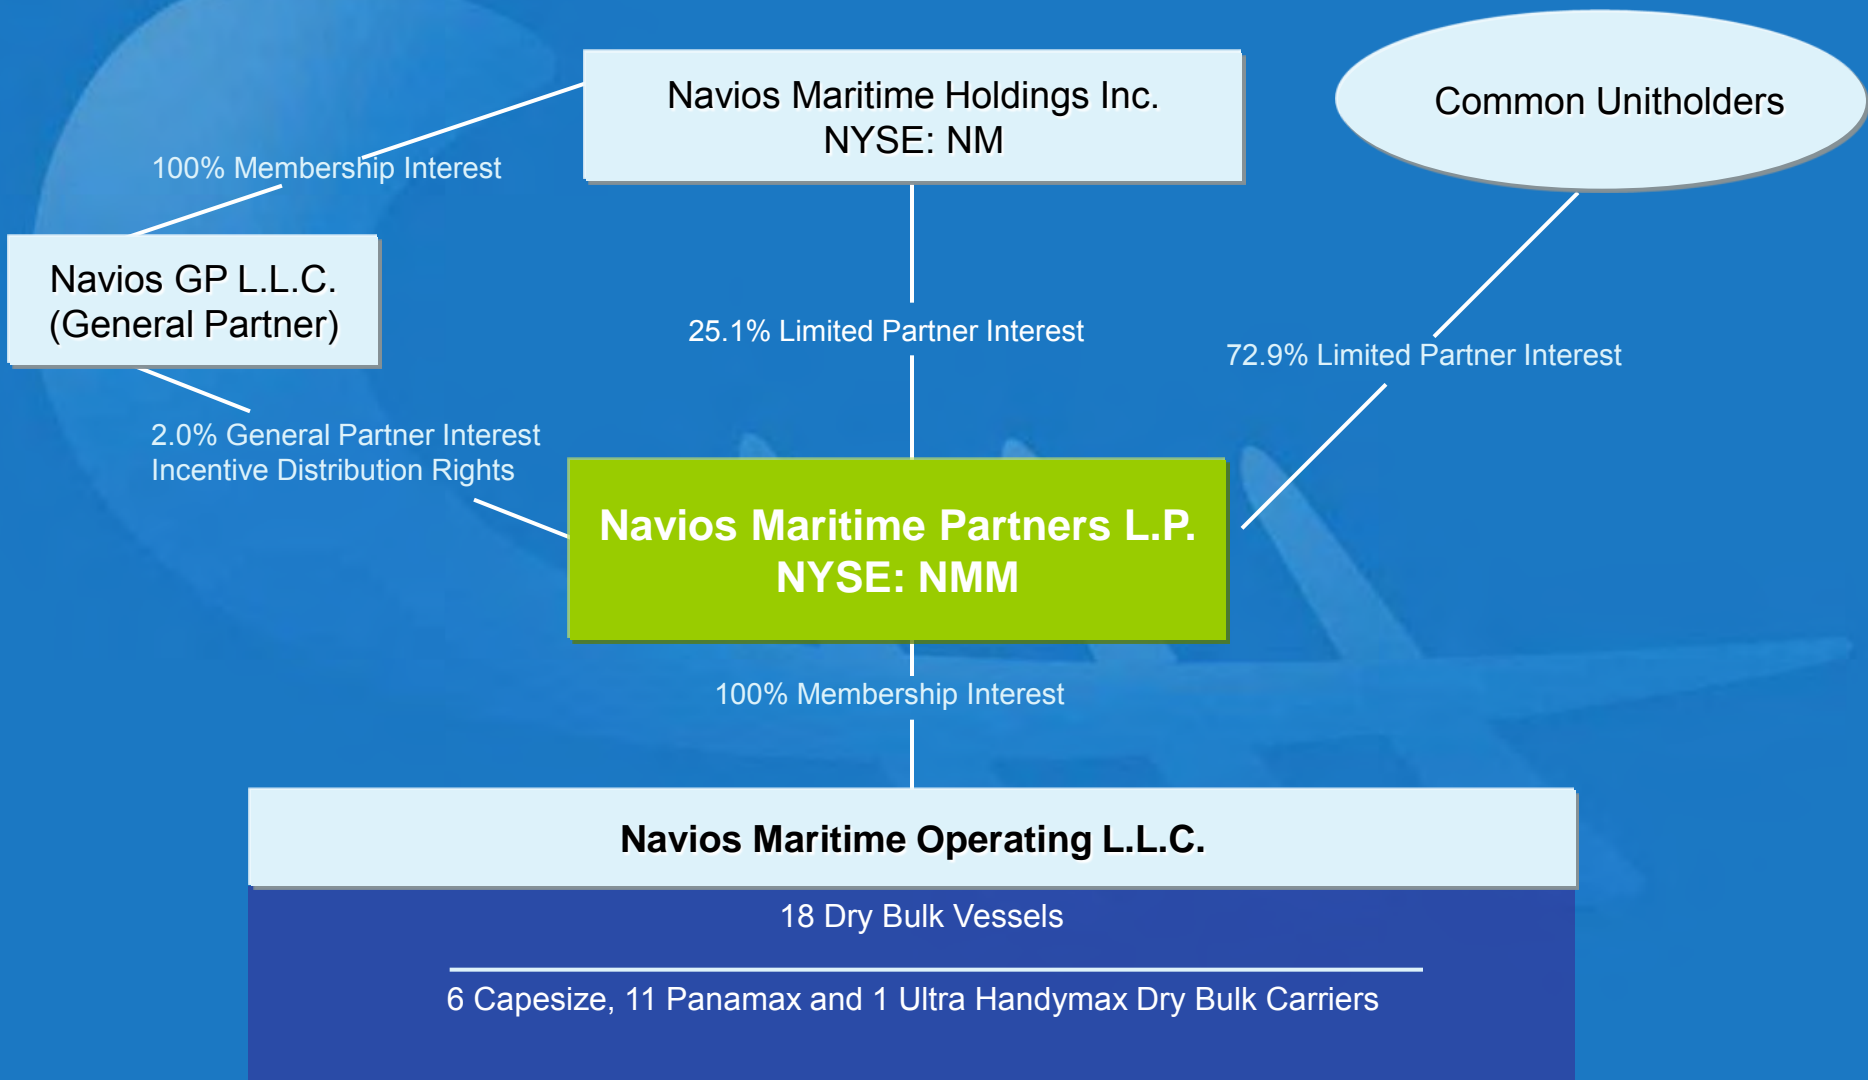 Navios Maritime Holdings Inc.
NYSE: NM
Common Unitholders
100% Membership Interest
Navios GP L.L.C.
(General Partner)
25.1% Limited Partner Interest
72.9% Limited Partner Interest
2.0% General Partner Interest
Incentive Distribution Rights
Navios Maritime Partners L.P.
NYSE: NMM
100% Membership Interest
Navios Maritime Operating L.L.C.
18 Dry Bulk Vessels
6 Capesize, 11 Panamax and 1 Ultra Handymax Dry Bulk Carriers